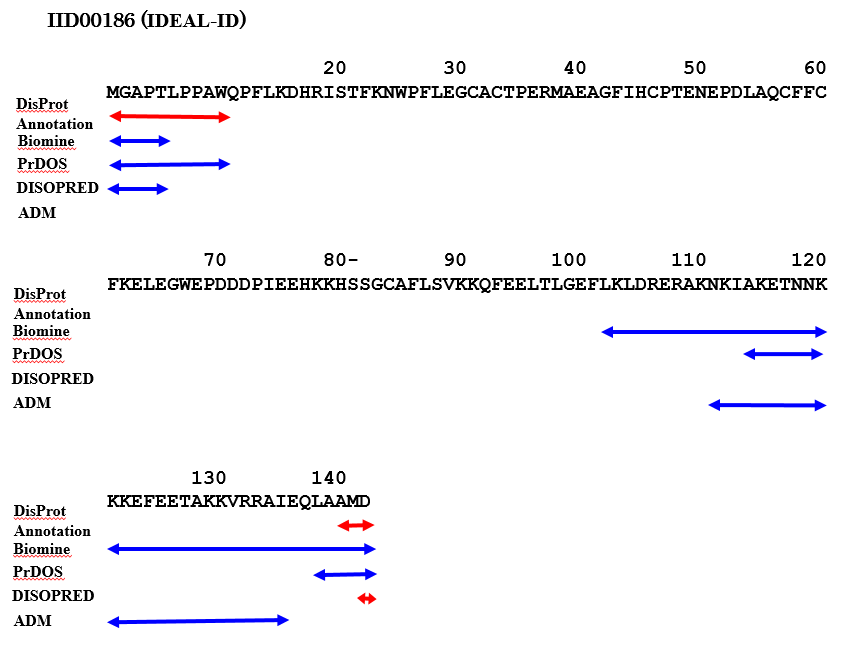 IID00186 (IDEAL-ID)
20 30 40 50 60
MGAPTLPPAWQPFLKDHRISTFKNWPFLEGCACTPERMAEAGFIHCPTENEPDLAQCFFC
DisProt
Annotation
Biomine
PrDOS
DISOPRED
ADM
70 80- 90 100 110 120
FKELEGWEPDDDPIEEHKKHSSGCAFLSVKKQFEELTLGEFLKLDRERAKNKIAKETNNK
DisProt
Annotation
Biomine
PrDOS
DISOPRED
ADM
130 140
KKEFEETAKKVRRAIEQLAAMD
DisProt
Annotation
Biomine
PrDOS
DISOPRED
ADM